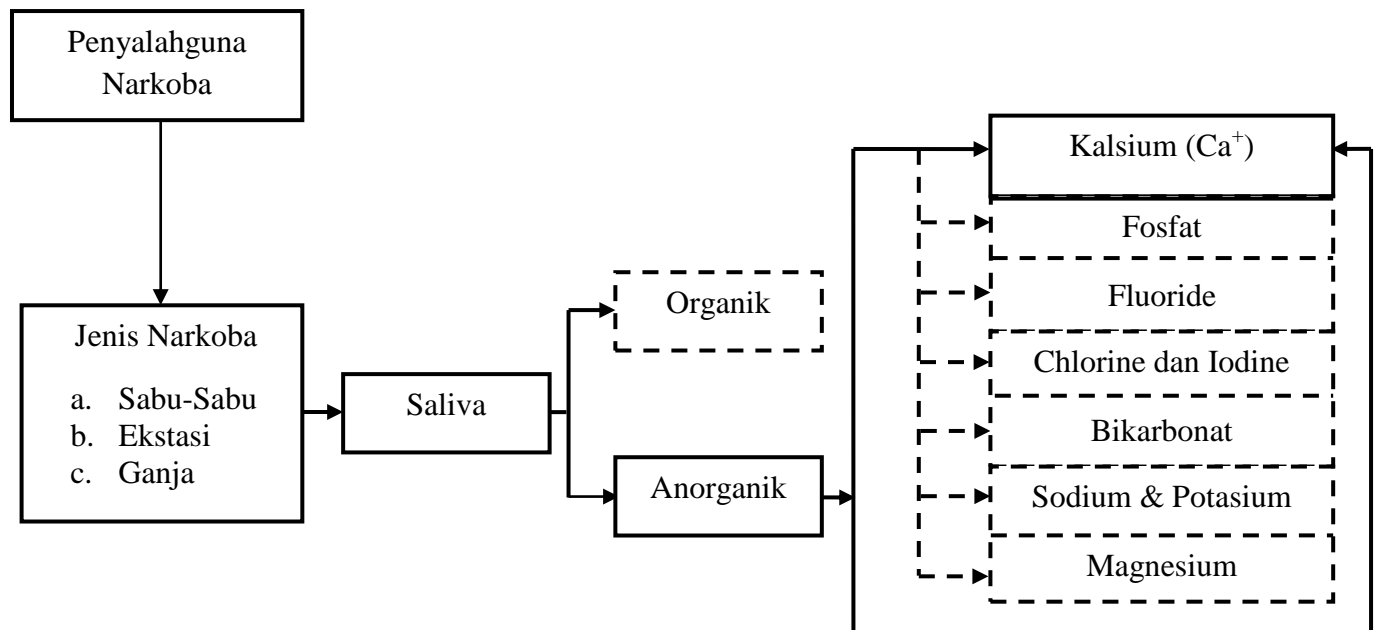 Penyalahguna
Narkoba
Jenis Narkoba
a. Sabu-Sabu
b. Ekstasi
c. Ganja
Saliva
Organik
Anorganik
Kalsium (Ca⁺)
Fosfat
Fluoride
Chlorine dan Iodine
Bikarbonat
Sodium & Potasium
Magnesium